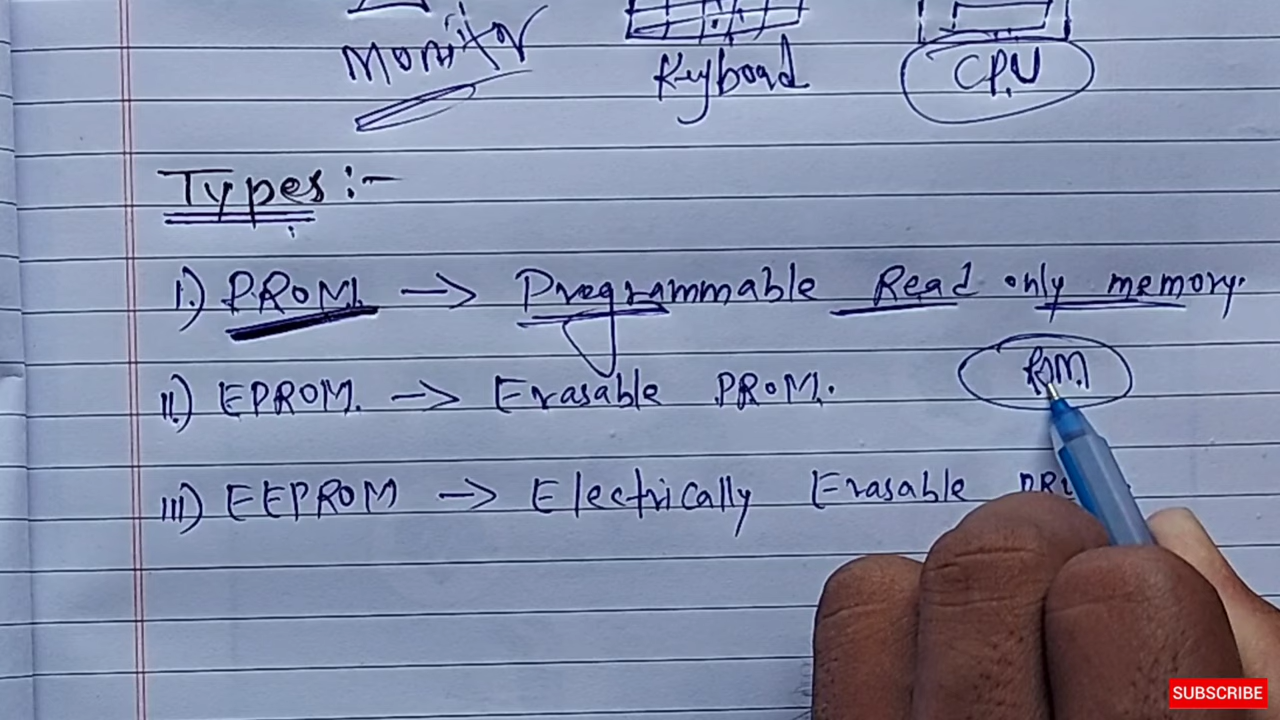 Monitor Keyboad CPU
Types :-
I.) PROM. → Programmable Read only memory.
ROM.
II.) EPROM. → Erasable PROM.
III) EEPROM → Electrically Erasable
SUBSCRIBE